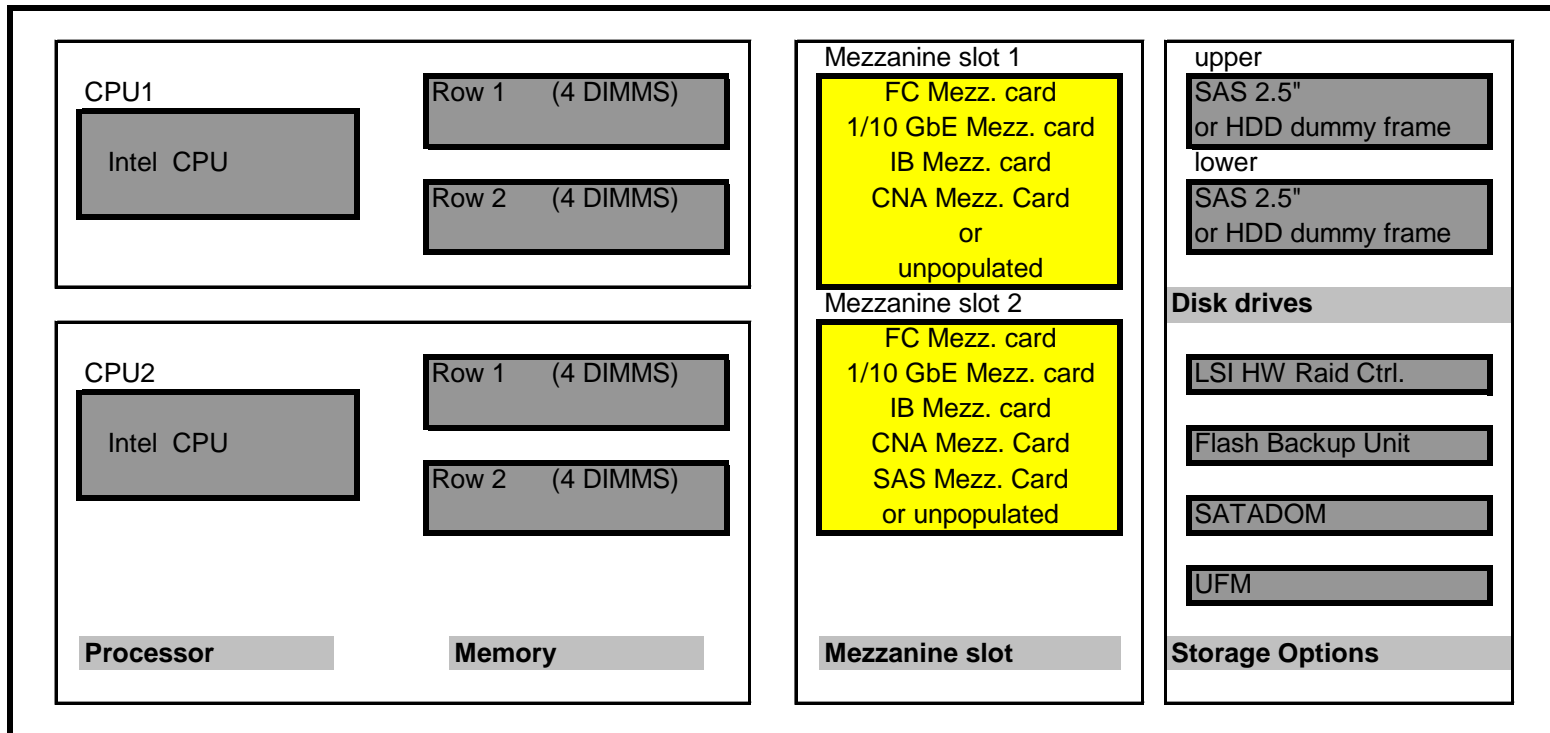 CPU1
Intel CPU
Row 1 (4 DIMMS)
Row 2 (4 DIMMS)
CPU2
Intel CPU
Row 1 (4 DIMMS)
Row 2 (4 DIMMS)
Processor
Memory
Mezzanine slot 1
FC Mezz. card
1/10 GbE Mezz. card
IB Mezz. card
CNA Mezz. Card
or
unpopulated
Mezzanine slot 2
FC Mezz. card
1/10 GbE Mezz. card
IB Mezz. card
CNA Mezz. Card
SAS Mezz. Card
or unpopulated
Mezzanine slot
upper
SAS 2.5"
or HDD dummy frame
lower
SAS 2.5"
or HDD dummy frame
Disk drives
LSI HW Raid Ctrl.
Flash Backup Unit
SATADOM
UFM
Storage Options